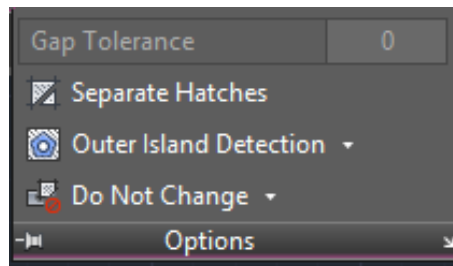 Gap Tolerance 0
Separate Hatches
Outer Island Detection
Do Not Change
Options